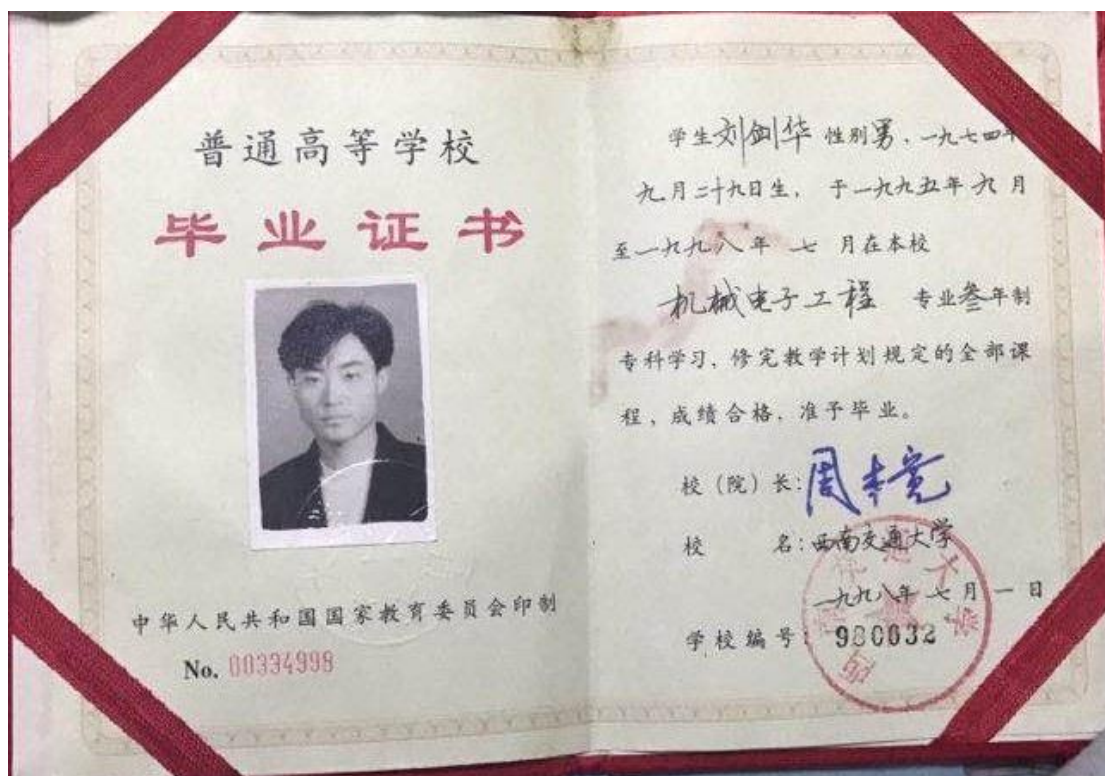 普通高等学校
毕业证书
中华人民共和国国家教育委员会印制
No. 00334998
学生刘剑华 性别男,一九七四年
九月二十九日生, 于一九九五年九月
至一九九八年 七 月在本校
机械电子工程 专业叁年制
专科学习,修完教学计划规定的全部课
程,成绩合格,准予毕业。
校(院)长:周本宽
校 名:西南交通大学
一九九八年七月一日
学校编号:980032
西南交通大学